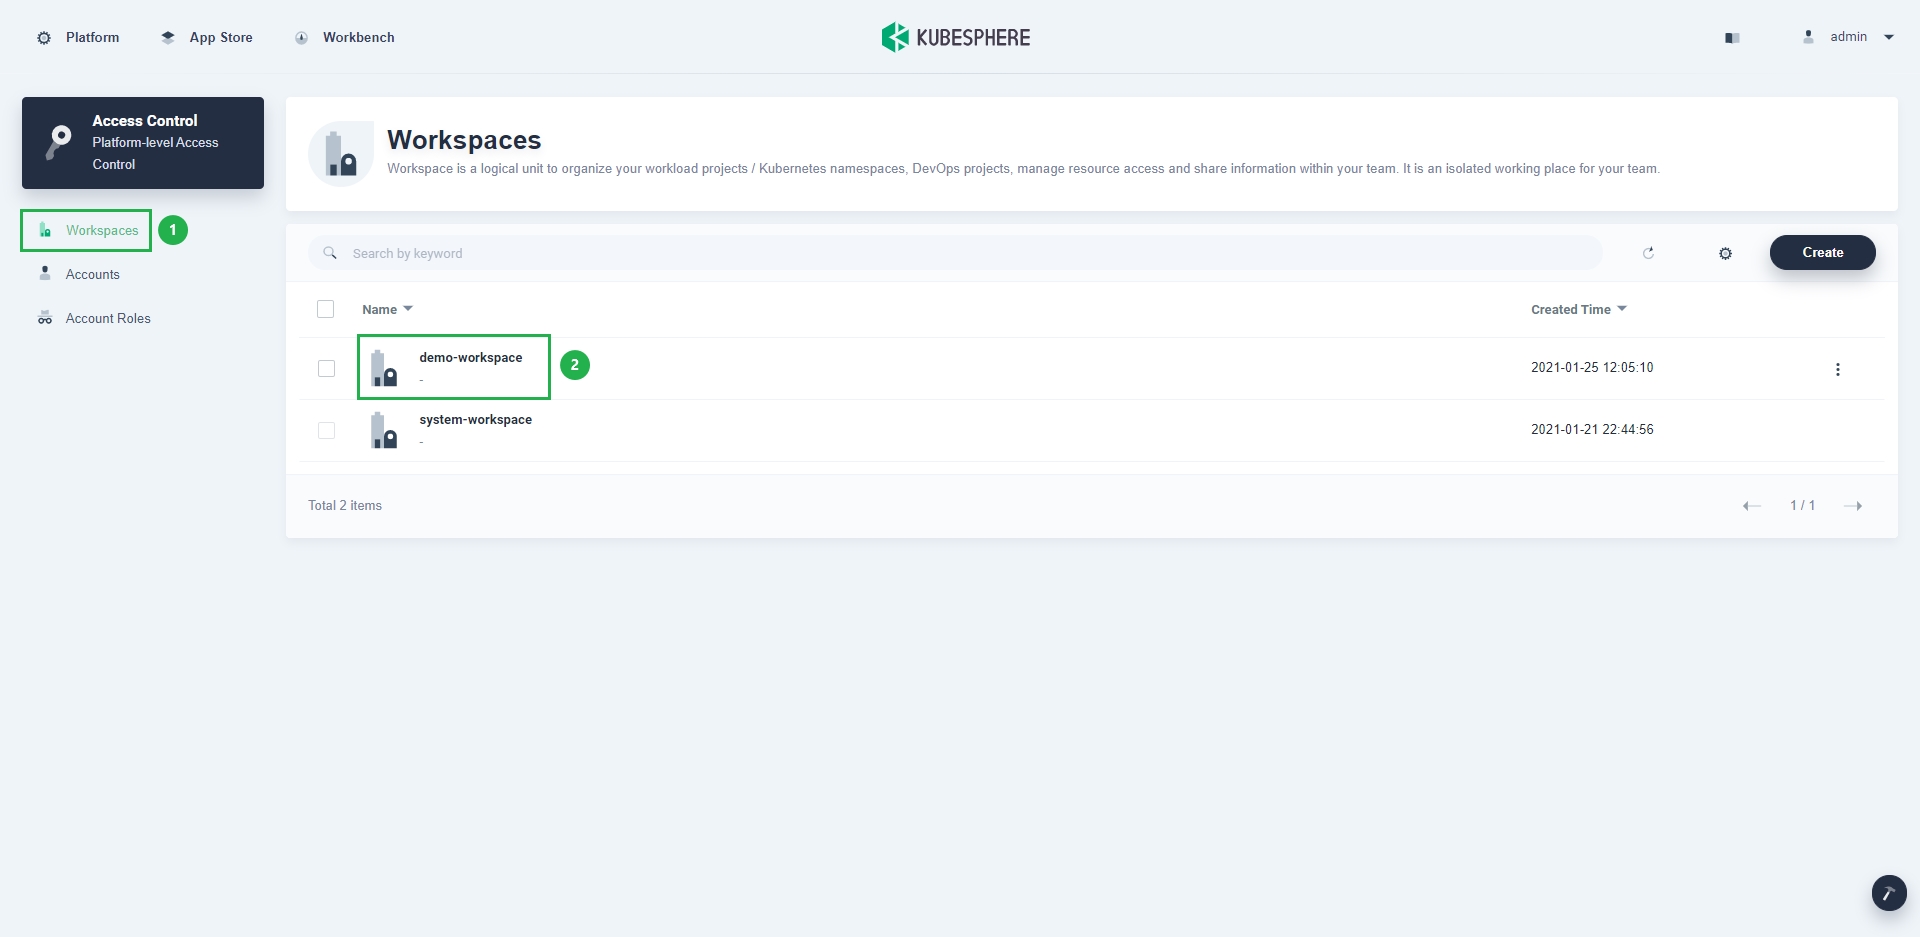 Platform
App Store
Workbench
KUBESPHERE
admin
Access Control
Platform-level Access
Control
Workspaces
1
Accounts
Account Roles
Workspaces
Workspace is a logical unit to organize your workload projects / Kubernetes namespaces, DevOps projects, manage resource access and share information within your team. It is an isolated working place for your team.
Search by keyword
Create
Name
Created Time
demo-workspace
-
2
2021-01-25 12:05:10
system-workspace
-
2021-01-21 22:44:56
Total 2 items
1 / 1